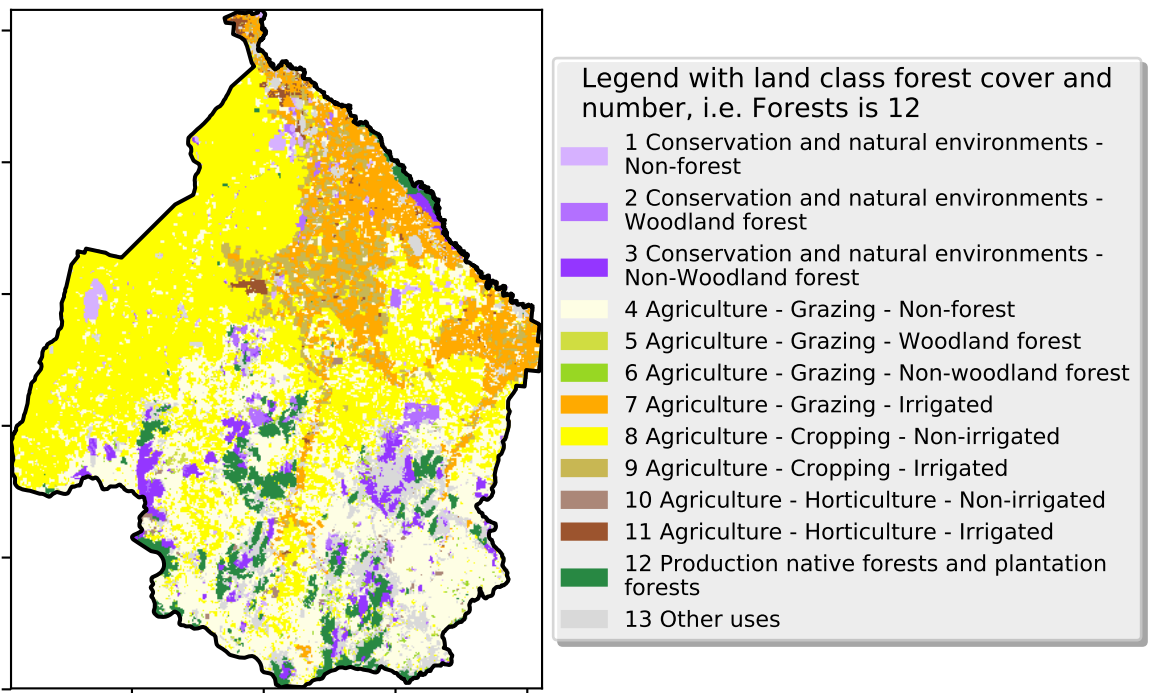 Legend with land class forest cover and
number, i.e. Forests is 12
1 Conservation and natural environments -
Non-forest
2 Conservation and natural environments -
Woodland forest
3 Conservation and natural environments -
Non-Woodland forest
4 Agriculture - Grazing - Non-forest
5 Agriculture - Grazing - Woodland forest
6 Agriculture - Grazing - Non-woodland forest
7 Agriculture - Grazing - Irrigated
8 Agriculture - Cropping - Non-irrigated
9 Agriculture - Cropping - Irrigated
10 Agriculture - Horticulture - Non-irrigated
11 Agriculture - Horticulture - Irrigated
12 Production native forests and plantation
forests
13 Other uses